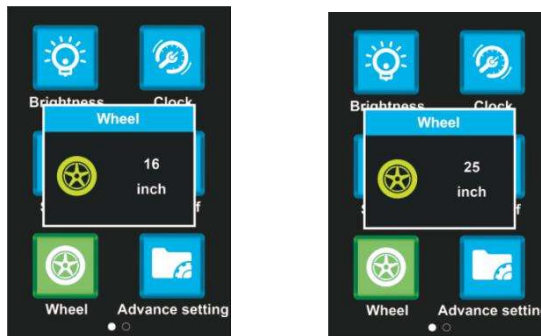 Brightness Clock
Wheel
16
inch
Wheel Advance setting
Brightness Clock
Wheel
25
inch
Wheel Advance setting